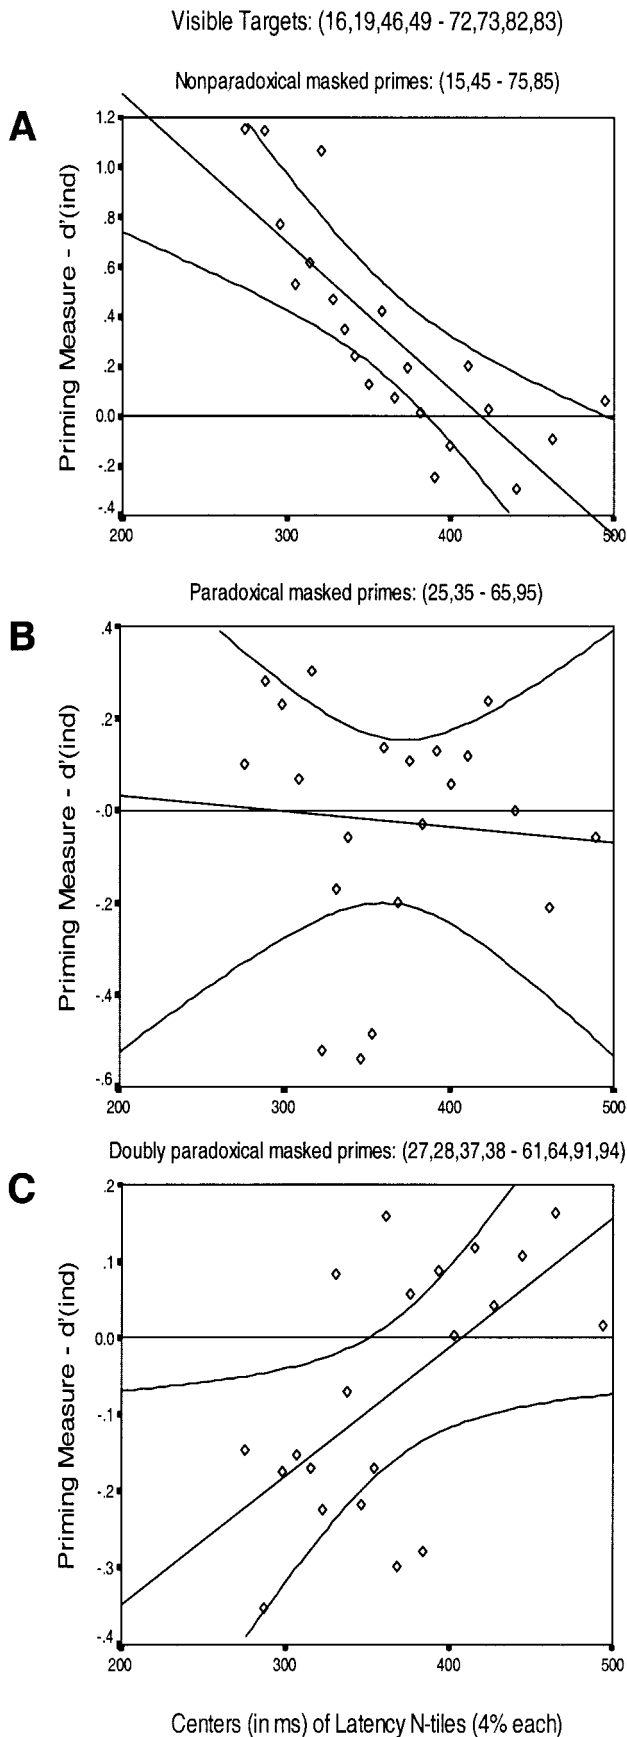 Visible Targets: (16,19,46,49 - 72,73,82,83)
Nonparadoxical masked primes: (15,45 - 75,85)
A
Priming Measure - d'(ind)
1.2
1.0
.8
.6
.4
.2
0.0
-.2
-.4
200 300 400 500
Paradoxical masked primes: (25,35 - 65,95)
B
Priming Measure - d'(ind)
.4
.2
-.0
-.2
-.4
-.6
200 300 400 500
Doubly paradoxical masked primes: (27,28,37,38 - 61,64,91,94)
C
Priming Measure - d'(ind)
.2
.1
0.0
-.1
-.2
-.3
-.4
200 300 400 500
Centers (in ms) of Latency N-tiles (4% each)